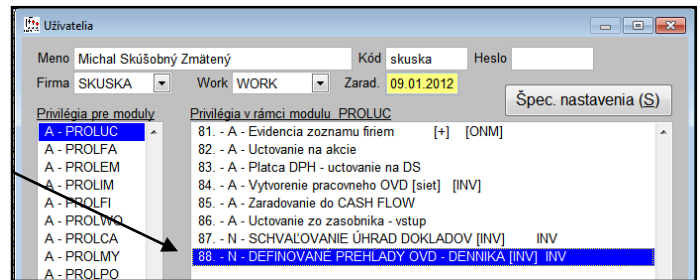 Užívatelia
Meno Michal Skúšobný Zmätený Kód skuska Heslo
Firma SKUSKA Work WORK Zarad. 09.01.2012
Špec. nastavenia (S)
Privilégia pre moduly Privilégia v rámci modulu PROLUC
A - PROLUC
A - PROLFA
A - PROLEM
A - PROLIM
A - PROLFI
A - PROLWO
A - PROLCA
A - PROLMY
A - PROLPO
81. - A - Evidencia zoznamu firiem [+] [ONM]
82. - A - Uctovanie na akcie
83. - A - Platca DPH - uctovanie na DS
84. - A - Vytvorenie pracovneho OVD [siet] [INV]
85. - A - Zaradovanie do CASH FLOW
86. - A - Uctovanie zo zasobnika - vstup
87. - N - SCHVAĽOVANIE ÚHRAD DOKLADOV [INV] INV
88. - N - DEFINOVANÉ PREHLADY OVD - DENNIKA [INV] INV